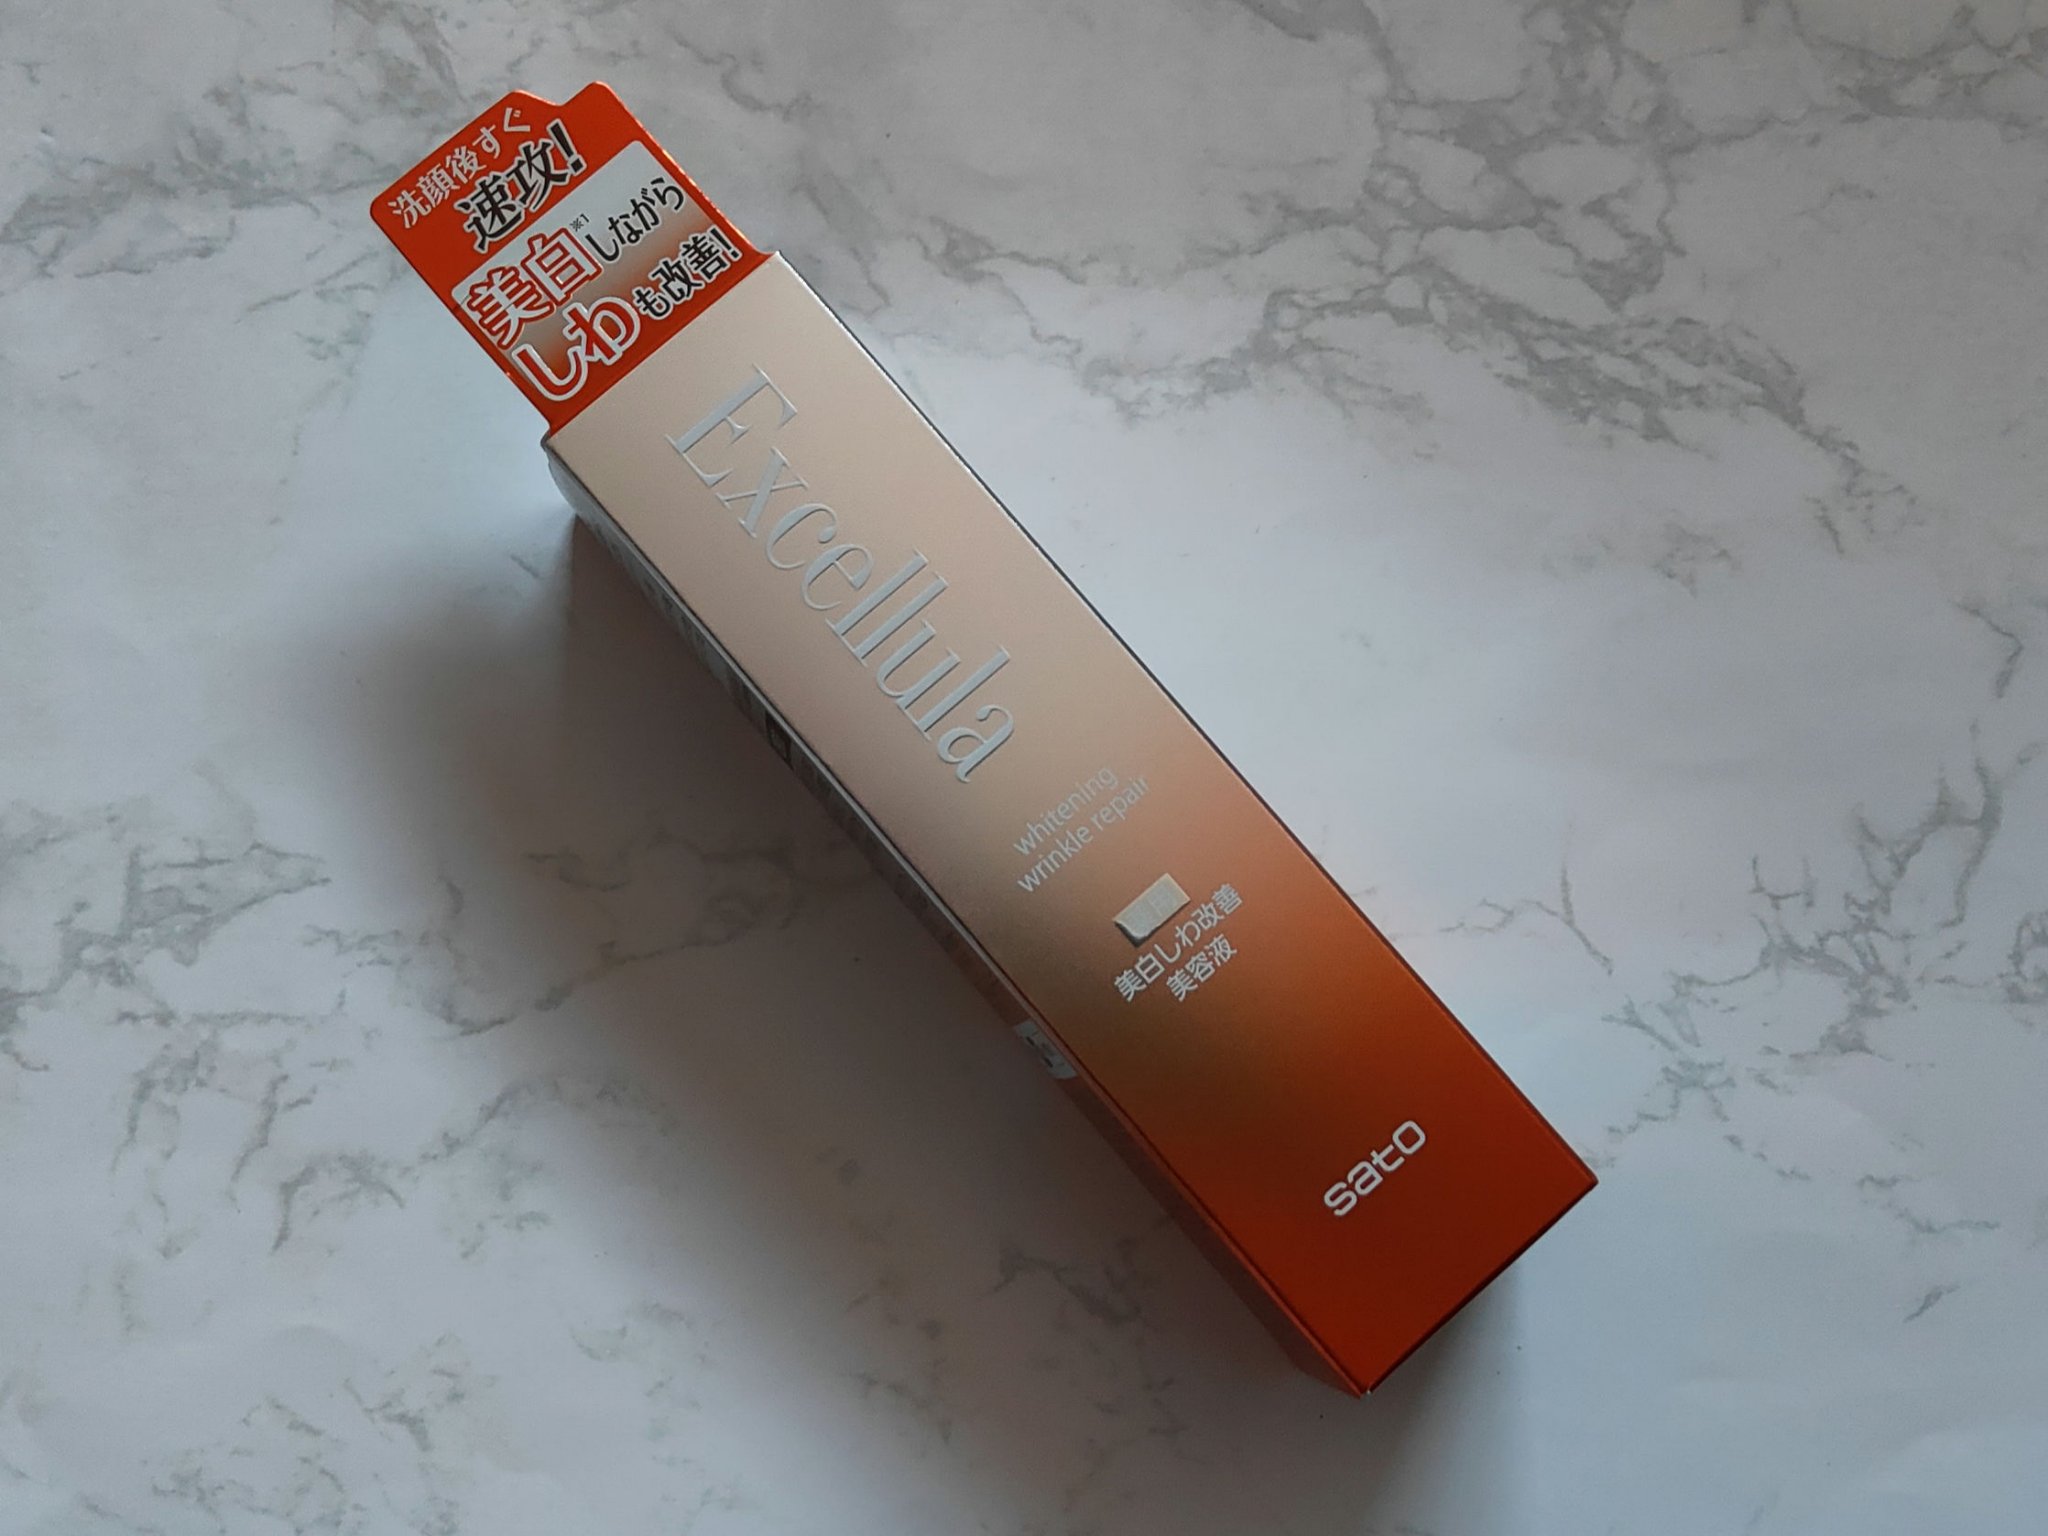 洗顔後すぐ
速攻!
美白※1しながら
しわも改善!
Excellula
whitening
wrinkle repair
美白しわ改善
美容液
sato